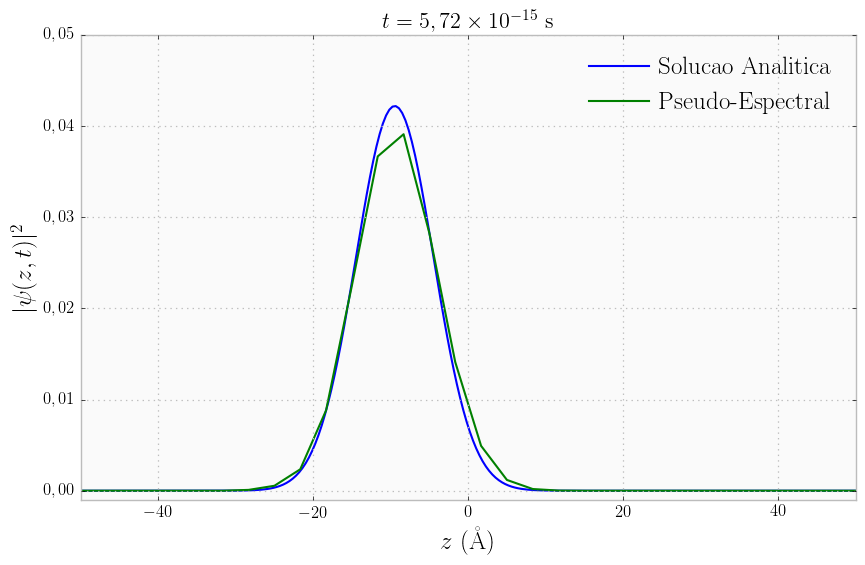 t = 5,72 × 10⁻¹⁵ s
0,05
Solucao Analitica
Pseudo-Espectral
0,04
0,03
|ψ(z, t)|²
0,02
0,01
0,00
−40 −20 0 20 40
z (Å)